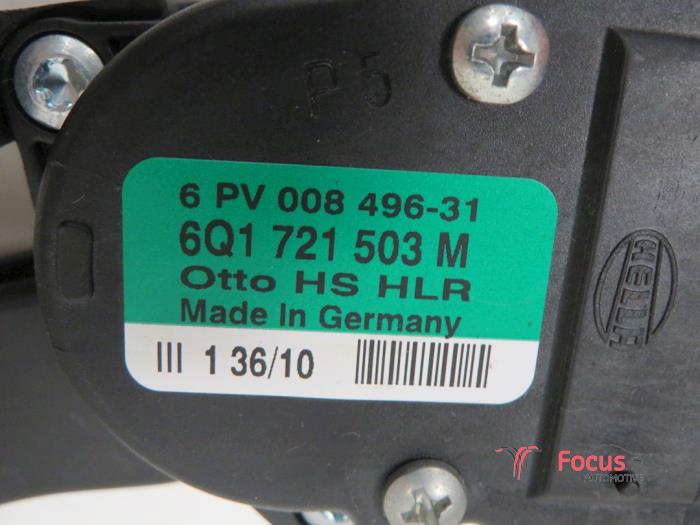 P5
6 PV 008 496-31
6Q1 721 503 M
Otto HS HLR
Made In Germany
III 1 36/10
HELLA
Focus
AUTOMOTIVE